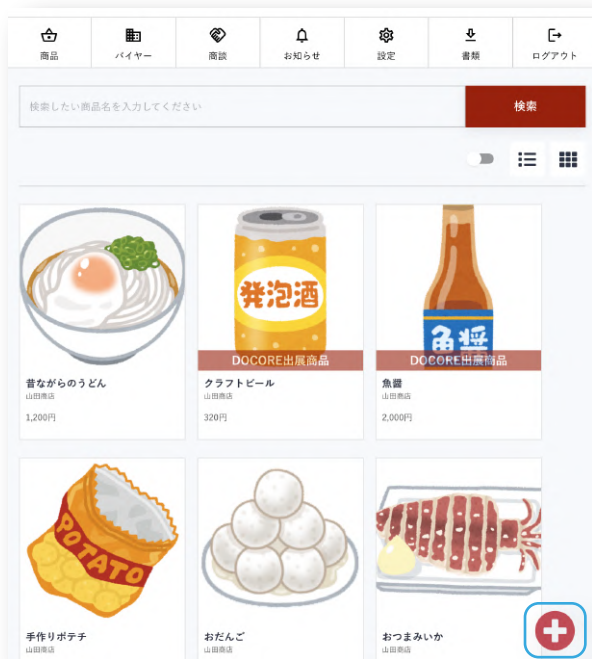 商品 バイヤー 商談 お知らせ 設定 書類 ログアウト
検索したい商品名を入力してください 検索
発泡酒
魚醤
DOCORE出展商品 DOCORE出展商品
昔ながらのうどん クラフトビール 魚醤
山田商店 山田商店 山田商店
1,200円 320円 2,000円
POTATO
手作りポテチ おだんご おつまみいか
山田商店 山田商店 山田商店